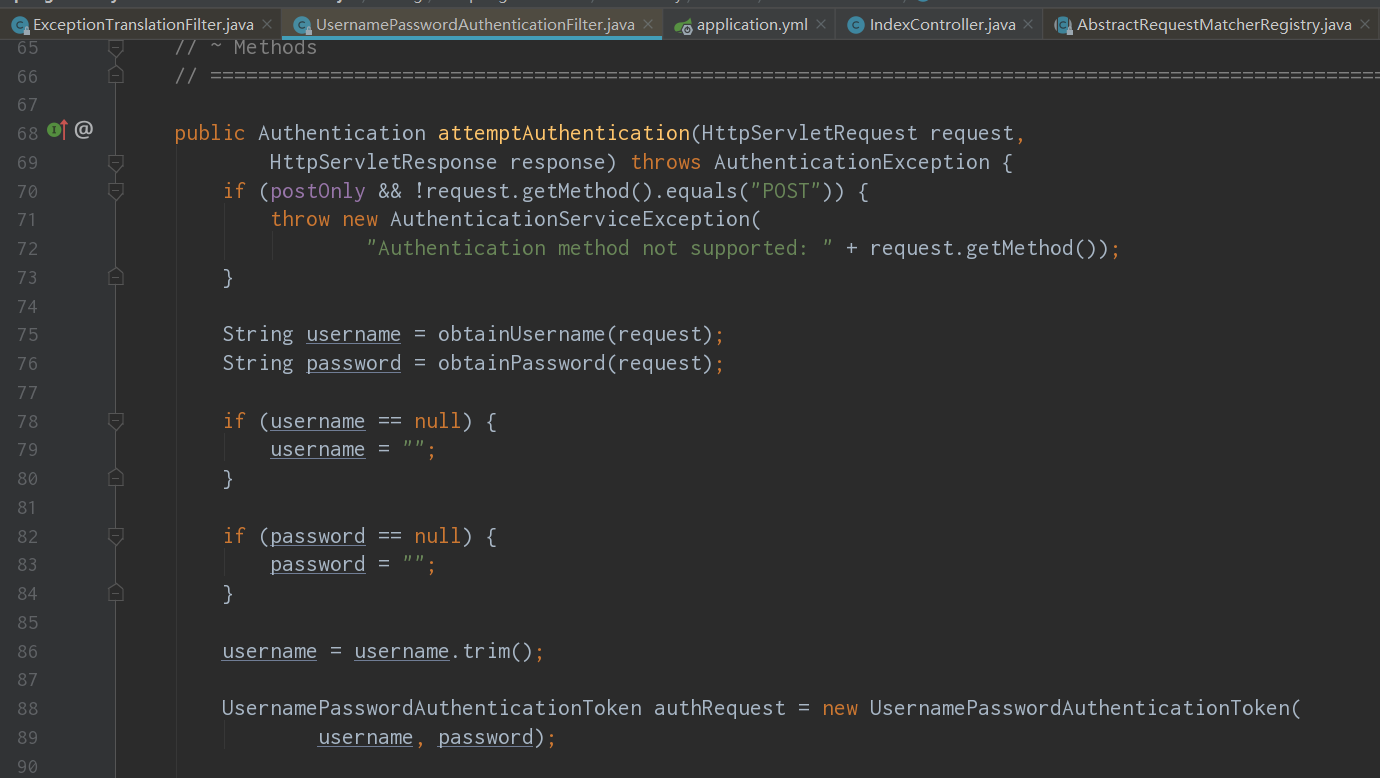 ExceptionTranslationFilter.java × UsernamePasswordAuthenticationFilter.java × application.yml × IndexController.java × AbstractRequestMatcherRegistry.java ×
65 // ~ Methods
66 // ==================================================================================================
67
68 public Authentication attemptAuthentication(HttpServletRequest request,
69 HttpServletResponse response) throws AuthenticationException {
70 if (postOnly && !request.getMethod().equals("POST")) {
71 throw new AuthenticationServiceException(
72 "Authentication method not supported: " + request.getMethod());
73 }
74
75 String username = obtainUsername(request);
76 String password = obtainPassword(request);
77
78 if (username == null) {
79 username = "";
80 }
81
82 if (password == null) {
83 password = "";
84 }
85
86 username = username.trim();
87
88 UsernamePasswordAuthenticationToken authRequest = new UsernamePasswordAuthenticationToken(
89 username, password);
90